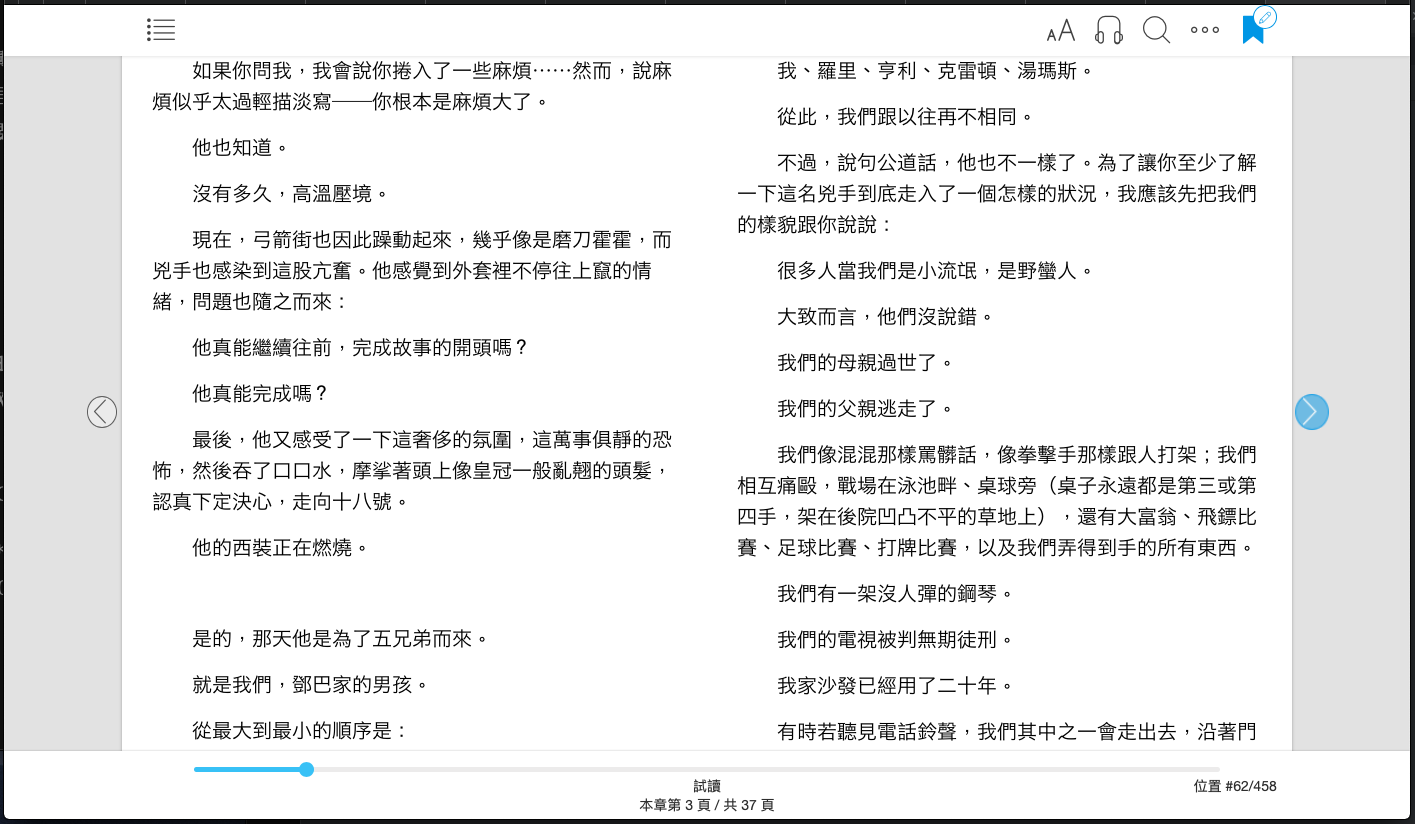 AA
如果你問我，我會說你捲入了一些麻煩⋯⋯然而，說麻
煩似乎太過輕描淡寫——你根本是麻煩大了。
他也知道。
沒有多久，高溫壓境。
現在，弓箭街也因此躁動起來，幾乎像是磨刀霍霍，而
兇手也感染到這股亢奮。他感覺到外套裡不停往上竄的情
緒，問題也隨之而來：
他真能繼續往前，完成故事的開頭嗎？
他真能完成嗎？
最後，他又感受了一下這奢侈的氛圍，這萬事俱靜的恐
怖，然後吞了口口水，摩挲著頭上像皇冠一般亂翹的頭髮，
認真下定決心，走向十八號。
他的西裝正在燃燒。
是的，那天他是為了五兄弟而來。
就是我們，鄧巴家的男孩。
從最大到最小的順序是：
我、羅里、亨利、克雷頓、湯瑪斯。
從此，我們跟以往再不相同。
不過，說句公道話，他也不一樣了。為了讓你至少了解
一下這名兇手到底走入了一個怎樣的狀況，我應該先把我們
的樣貌跟你說說：
很多人當我們是小流氓，是野蠻人。
大致而言，他們沒說錯。
我們的母親過世了。
我們的父親逃走了。
我們像混混那樣罵髒話，像拳擊手那樣跟人打架；我們
相互痛毆，戰場在泳池畔、桌球旁（桌子永遠都是第三或第
四手，架在後院凹凸不平的草地上），還有大富翁、飛鏢比
賽、足球比賽、打牌比賽，以及我們弄得到手的所有東西。
我們有一架沒人彈的鋼琴。
我們的電視被判無期徒刑。
我家沙發已經用了二十年。
有時若聽見電話鈴聲，我們其中之一會走出去，沿著門
試讀
位置 #62/458
本章第 3 頁 / 共 37 頁